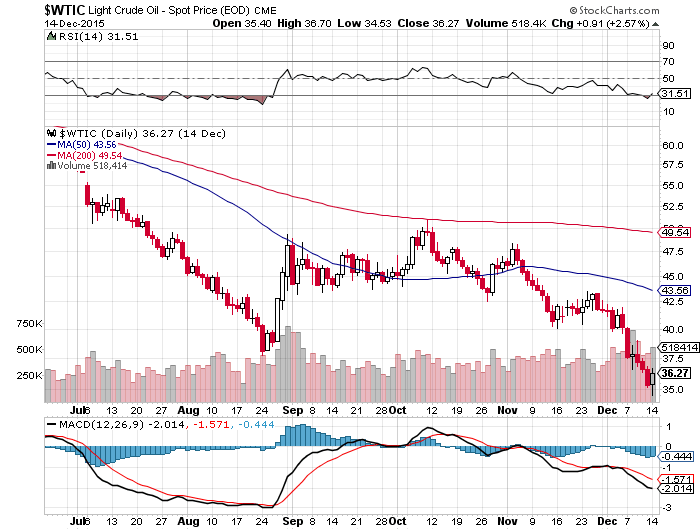 $WTIC Light Crude Oil - Spot Price (EOD) CME © StockCharts.com
14-Dec-2015 Open 35.40 High 36.70 Low 34.53 Close 36.27 Volume 518.4K Chg +0.91 (+2.57%)
RSI(14) 31.51
90
70
50
31.51
10
$WTIC (Daily) 36.27 (14 Dec)
MA(50) 43.56
MA(200) 49.54
Volume 518,414
60.0
57.5
55.0
52.5
49.54
47.5
45.0
43.56
42.5
40.0
750K
518414
500K
37.5
36.27
250K
35.0
Jul 6 13 20 27 Aug 10 17 24 Sep 8 14 21 28 Oct 12 19 26 Nov 9 16 23 Dec 7 14
MACD(12,26,9) -2.014, -1.571, -0.444
1
0
-0.444
-1.571
-2.014
-3
Jul 6 13 20 27 Aug 10 17 24 Sep 8 14 21 28 Oct 12 19 26 Nov 9 16 23 Dec 7 14